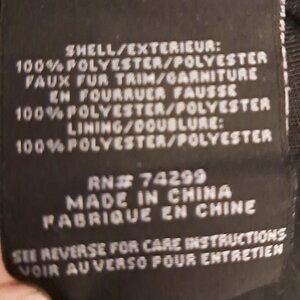 SHELL/EXTERIEUR:
100% POLYESTER/POLYESTER
FAUX FUR TRIM/GARNITURE
EN FOURRUER FAUSSE
100% POLYESTER/POLYESTER
LINING/DOUBLURE:
100% POLYESTER/POLYESTER
RN# 74299
MADE IN CHINA
FABRIQUE EN CHINE
SEE REVERSE FOR CARE INSTRUCTIONS
VOIR AU VERSO POUR ENTRETIEN